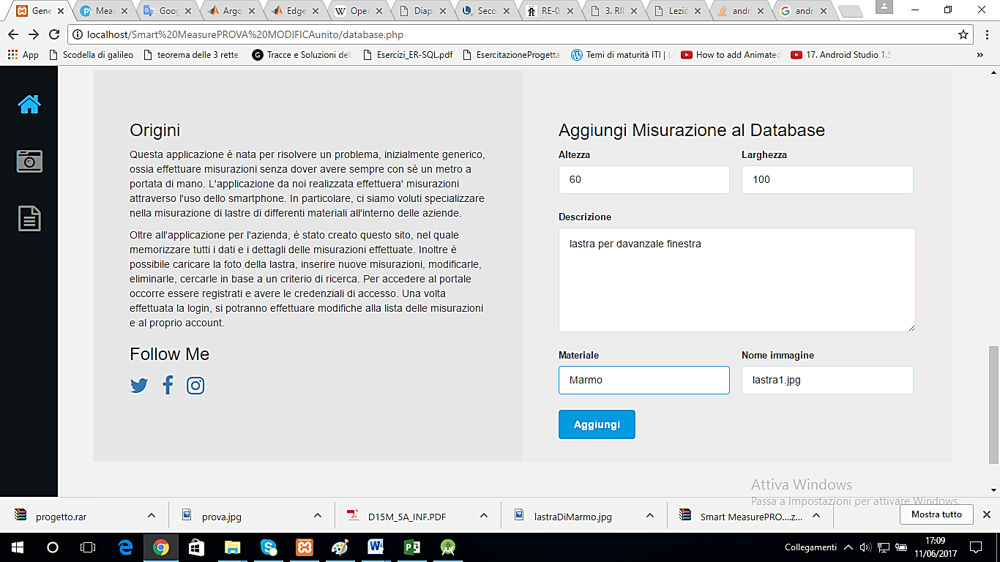 Gene
Meas
Goog
Argo
Edge
Oper
Diap
Seco
RE-0
3. RII
Lezio
andr
andr
localhost/Smart%20MeasurePROVA%20MODIFICAunito/database.php
App
Scodella di galileo
teorema delle 3 rette
Tracce e Soluzioni del
Esercizi_ER-SQL.pdf
EsercitazioneProgetta
Temi di maturità ITI | L
How to add Animated
17. Android Studio 1.5
Origini
Questa applicazione è nata per risolvere un problema, inizialmente generico,
ossia effettuare misurazioni senza dover avere sempre con sè un metro a
portata di mano. L'applicazione da noi realizzata effettuera' misurazioni
attraverso l'uso dello smartphone. In particolare, ci siamo voluti specializzare
nella misurazione di lastre di differenti materiali all'interno delle aziende.
Oltre all'applicazione per l'azienda, è stato creato questo sito, nel quale
memorizzare tutti i dati e i dettagli delle misurazioni effettuate. Inoltre è
possibile caricare la foto della lastra, inserire nuove misurazioni, modificarle,
eliminarle, cercarle in base a un criterio di ricerca. Per accedere al portale
occorre essere registrati e avere le credenziali di accesso. Una volta
effettuata la login, si potranno effettuare modifiche alla lista delle misurazioni
e al proprio account.
Follow Me
Aggiungi Misurazione al Database
Altezza
Larghezza
60
100
Descrizione
lastra per davanzale finestra
Materiale
Nome immagine
Marmo
lastra1.jpg
Aggiungi
Attiva Windows
Passa a Impostazioni per attivare Windows.
progetto.rar
prova.jpg
D15M_5A_INF.PDF
lastraDiMarmo.jpg
Smart MeasurePRO....z...
Mostra tutto
Collegamenti
17:09
11/06/2017